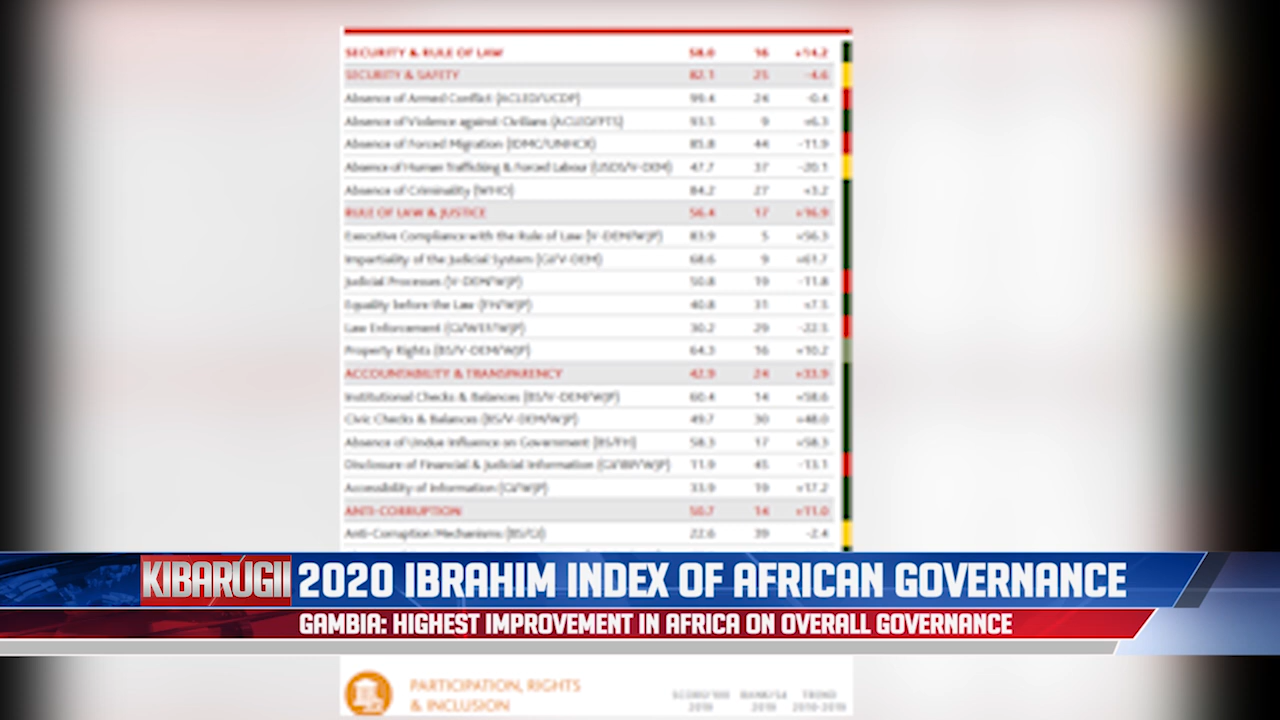 SECURITY & RULE OF LAW 58.0 16 +14.2
SECURITY & SAFETY 82.1 25 -4.6
Absence of Armed Conflict (ACLED/UCDP) 99.4 24 -0.4
Absence of Violence against Civilians (ACLED/PTS) 93.5 9 +6.3
Absence of Forced Migration (IDMC/UNHCR) 85.8 44 -11.9
Absence of Human Trafficking & Forced Labour (USDS/V-DEM) 47.7 37 -20.1
Absence of Criminality (WHO) 84.2 27 +3.2
RULE OF LAW & JUSTICE 56.4 17 +16.9
Executive Compliance with the Rule of Law (V-DEM/WJP) 83.9 5 +56.3
Impartiality of the Judicial System (GI/V-DEM) 68.6 9 +61.7
Judicial Processes (V-DEM/WJP) 50.8 19 -11.8
Equality before the Law (FH/WJP) 40.8 31 +7.5
Law Enforcement (GI/WEF/WJP) 30.2 29 -22.5
Property Rights (BS/V-DEM/WJP) 64.3 16 +10.2
ACCOUNTABILITY & TRANSPARENCY 42.9 24 +33.9
Institutional Checks & Balances (BS/V-DEM/WJP) 60.4 14 +58.6
Civic Checks & Balances (BS/V-DEM/WJP) 49.7 30 +48.0
Absence of Undue Influence on Government (BS/FH) 58.3 17 +58.3
Disclosure of Financial & Judicial Information (GI/IBP/WJP) 11.9 45 -13.1
Accessibility of Information (GI/WJP) 33.9 19 +17.2
ANTI-CORRUPTION 50.7 14 +11.0
Anti-Corruption Mechanisms (BS/GI) 22.6 39 -2.4
KIBARUGII 2020 IBRAHIM INDEX OF AFRICAN GOVERNANCE
GAMBIA: HIGHEST IMPROVEMENT IN AFRICA ON OVERALL GOVERNANCE
PARTICIPATION, RIGHTS
& INCLUSION
SCORE/100 RANK/54 TREND
2019 2019 2010-2019